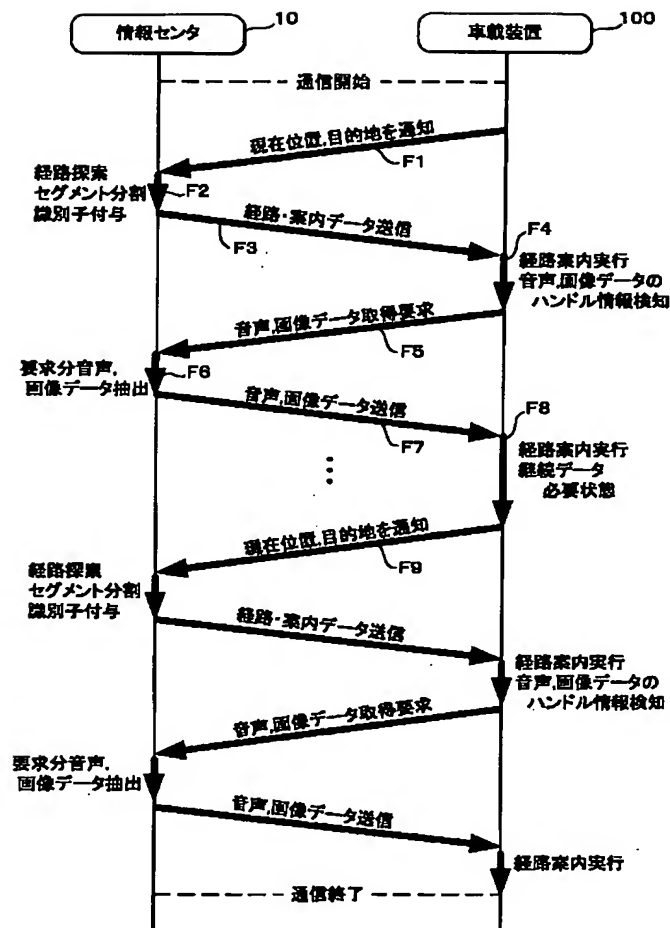 情報センタ
10
車載装置
100
通信開始
現在位置,目的地を通知
F1
経路探索
セグメント分割
識別子付与
F2
経路・案内データ送信
F3
F4
経路案内実行
音声,画像データの
ハンドル情報検知
音声,画像データ取得要求
F5
要求分音声,
画像データ抽出
F6
音声,画像データ送信
F7
F8
経路案内実行
継続データ
必要状態
現在位置,目的地を通知
F9
経路探索
セグメント分割
識別子付与
経路・案内データ送信
経路案内実行
音声,画像データの
ハンドル情報検知
音声,画像データ取得要求
要求分音声,
画像データ抽出
音声,画像データ送信
経路案内実行
通信終了